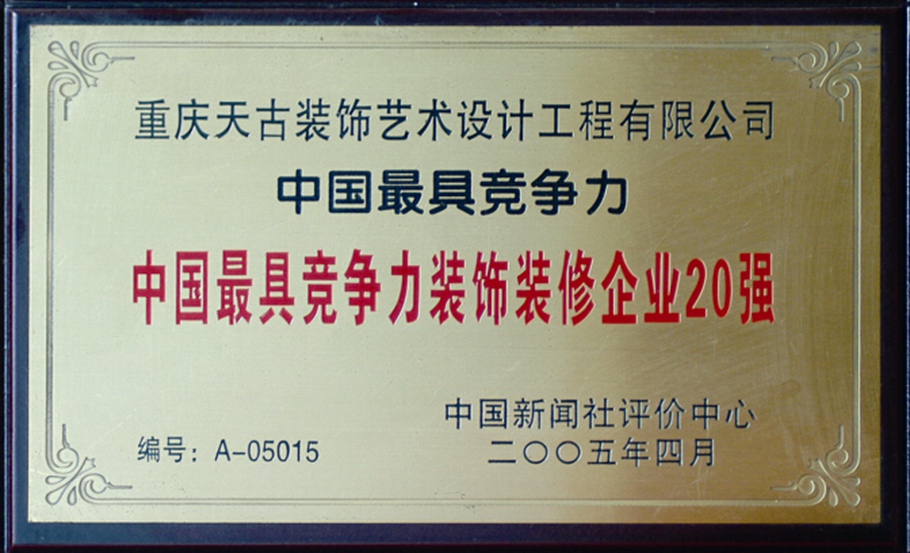 重庆天古装饰艺术设计工程有限公司
中国最具竞争力
中国最具竞争力装饰装修企业20强
中国新闻社评价中心
编号：A-05015
二〇〇五年四月